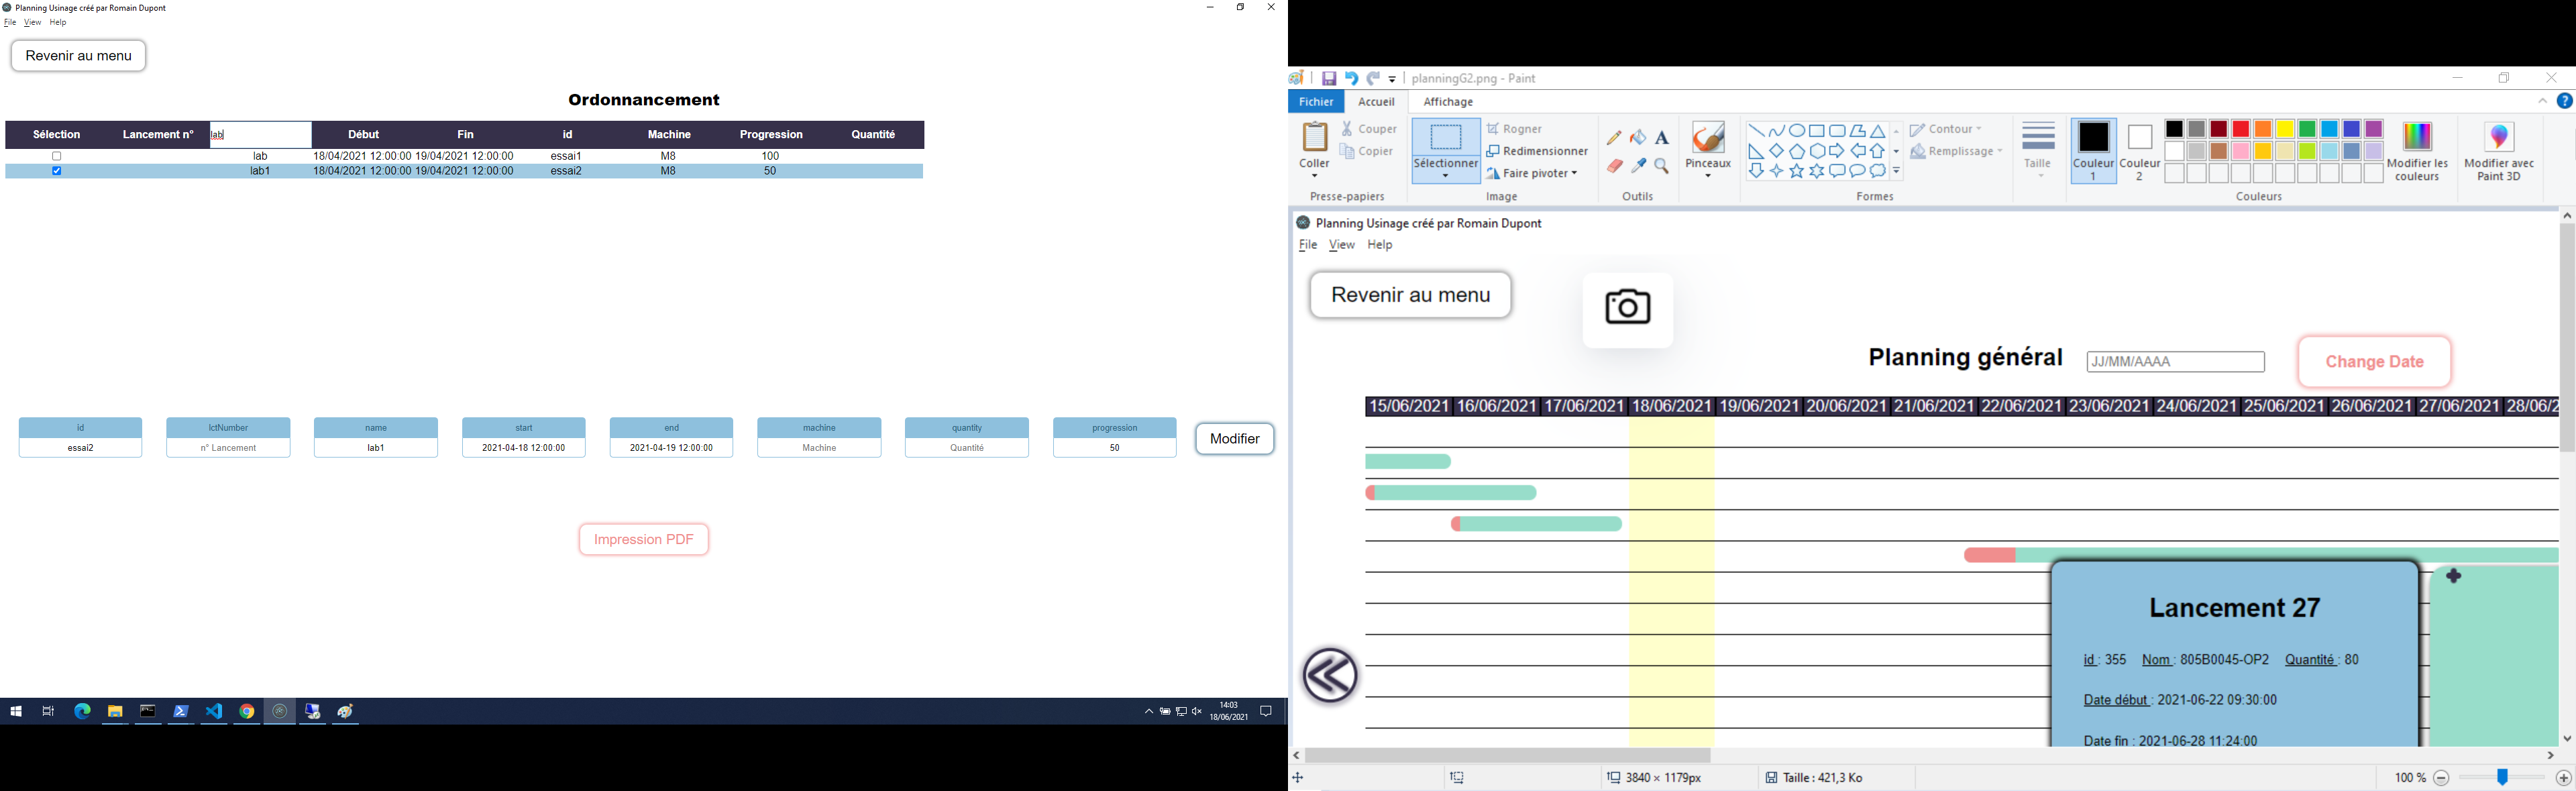 Planning Usinage créé par Romain Dupont
File View Help
Revenir au menu
Ordonnancement
Sélection Lancement n° lab Début Fin id Machine Progression Quantité
lab 18/04/2021 12:00:00 19/04/2021 12:00:00 essai1 M8 100
lab1 18/04/2021 12:00:00 19/04/2021 12:00:00 essai2 M8 50
id lctNumber name start end machine quantity progression
essai2 n° Lancement lab1 2021-04-18 12:00:00 2021-04-19 12:00:00 Machine Quantité 50 Modifier
Impression PDF
14:03
18/06/2021
planningG2.png - Paint
Fichier Accueil Affichage
Coller
Couper
Copier
Presse-papiers
Sélectionner
Rogner
Redimensionner
Faire pivoter
Image
A
Outils
Pinceaux
Contour
Remplissage
Formes
Taille
Couleur 1
Couleur 2
Modifier les couleurs
Couleurs
Modifier avec Paint 3D
Planning Usinage créé par Romain Dupont
File View Help
Revenir au menu
Planning général JJ/MM/AAAA Change Date
15/06/2021 16/06/2021 17/06/2021 18/06/2021 19/06/2021 20/06/2021 21/06/2021 22/06/2021 23/06/2021 24/06/2021 25/06/2021 26/06/2021 27/06/2021 28/06/2
Lancement 27
id : 355 Nom : 805B0045-OP2 Quantité : 80
Date début : 2021-06-22 09:30:00
Date fin : 2021-06-28 11:24:00
3840 × 1179px Taille : 421,3 Ko 100 %